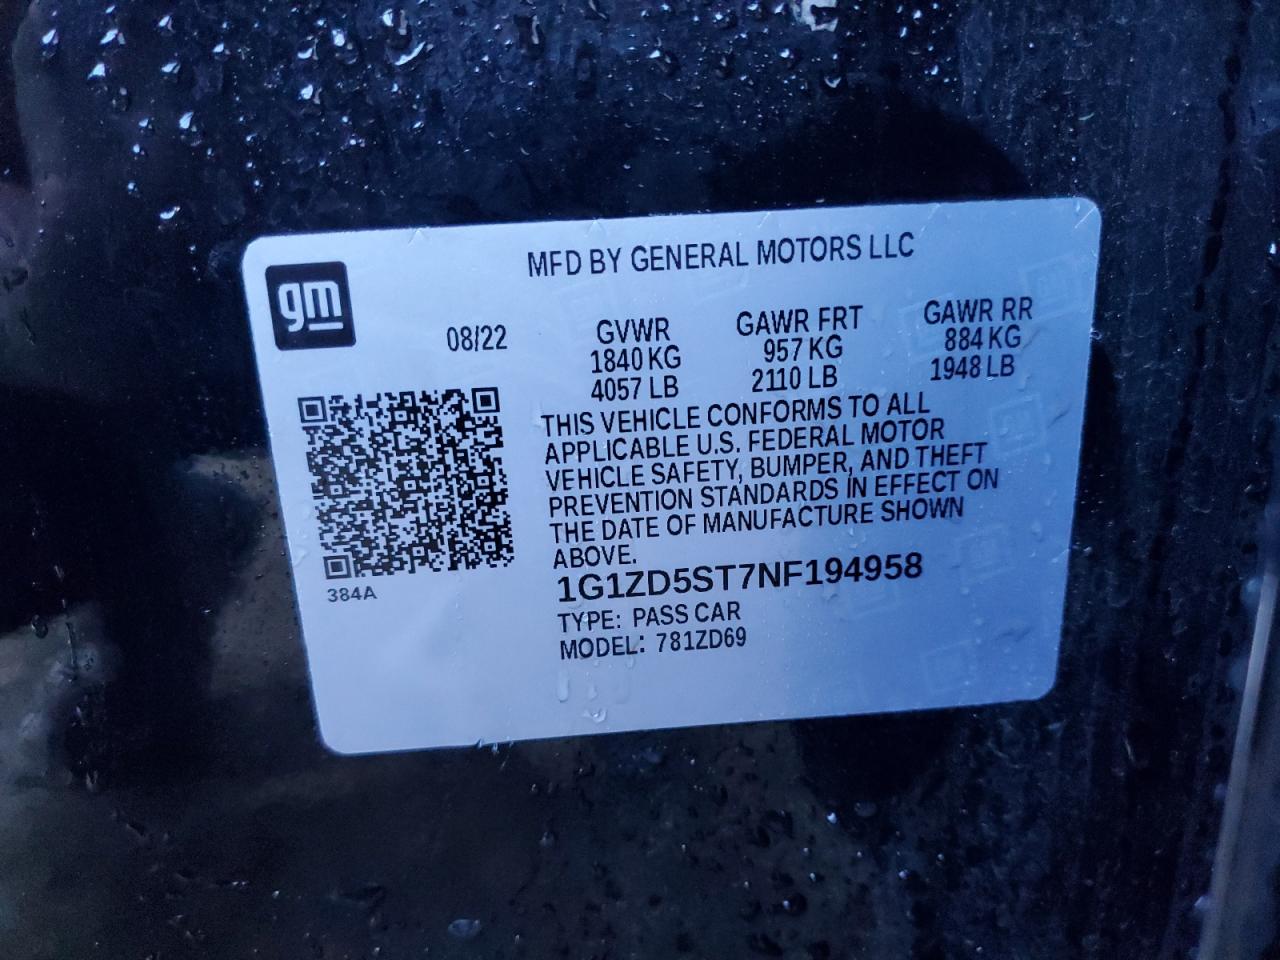 MFD BY GENERAL MOTORS LLC
gm
08/22
GVWR
1840 KG
4057 LB
GAWR FRT
957 KG
2110 LB
GAWR RR
884 KG
1948 LB
THIS VEHICLE CONFORMS TO ALL
APPLICABLE U.S. FEDERAL MOTOR
VEHICLE SAFETY, BUMPER, AND THEFT
PREVENTION STANDARDS IN EFFECT ON
THE DATE OF MANUFACTURE SHOWN
ABOVE.
384A
1G1ZD5ST7NF194958
TYPE: PASS CAR
MODEL: 781ZD69